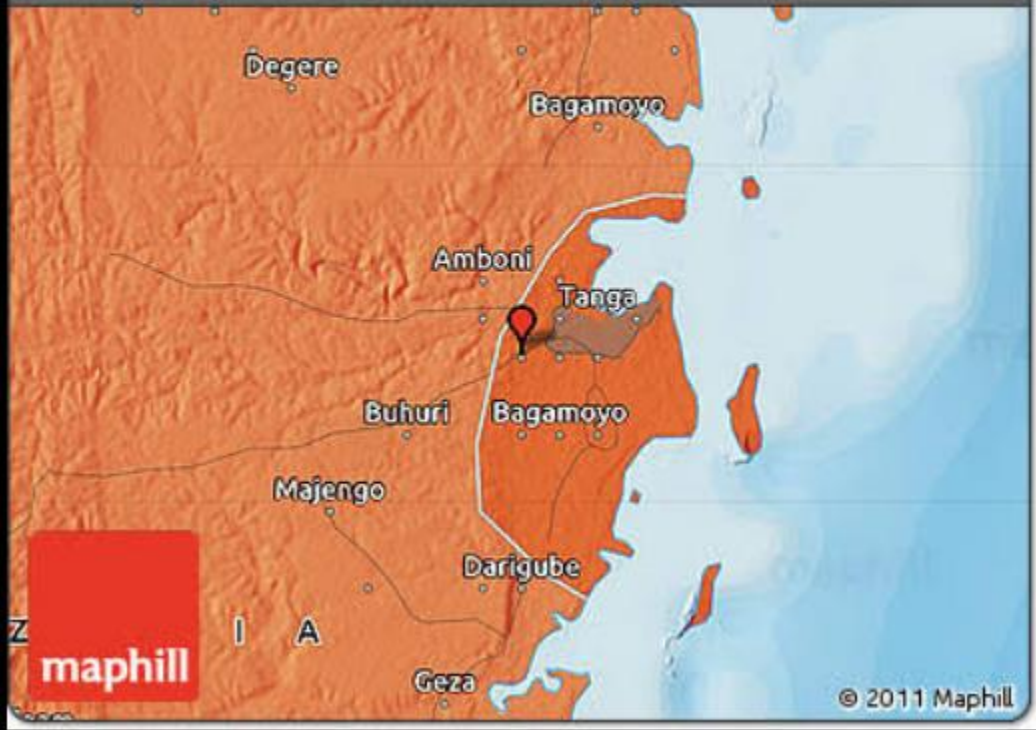 Degere
Bagamoyo
Amboni
Tanga
Buhuri
Bagamoyo
Majengo
Darigube
Z I A
maphill
Geza
© 2011 Maphill